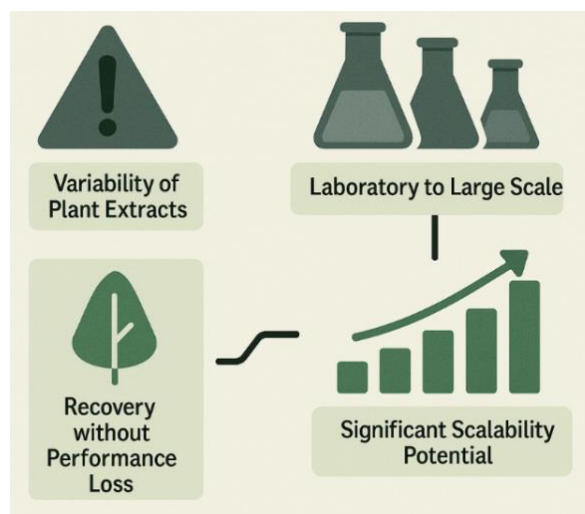 Variability of
Plant Extracts
Laboratory to Large Scale
Recovery
without
Performance
Loss
Significant Scalability
Potential